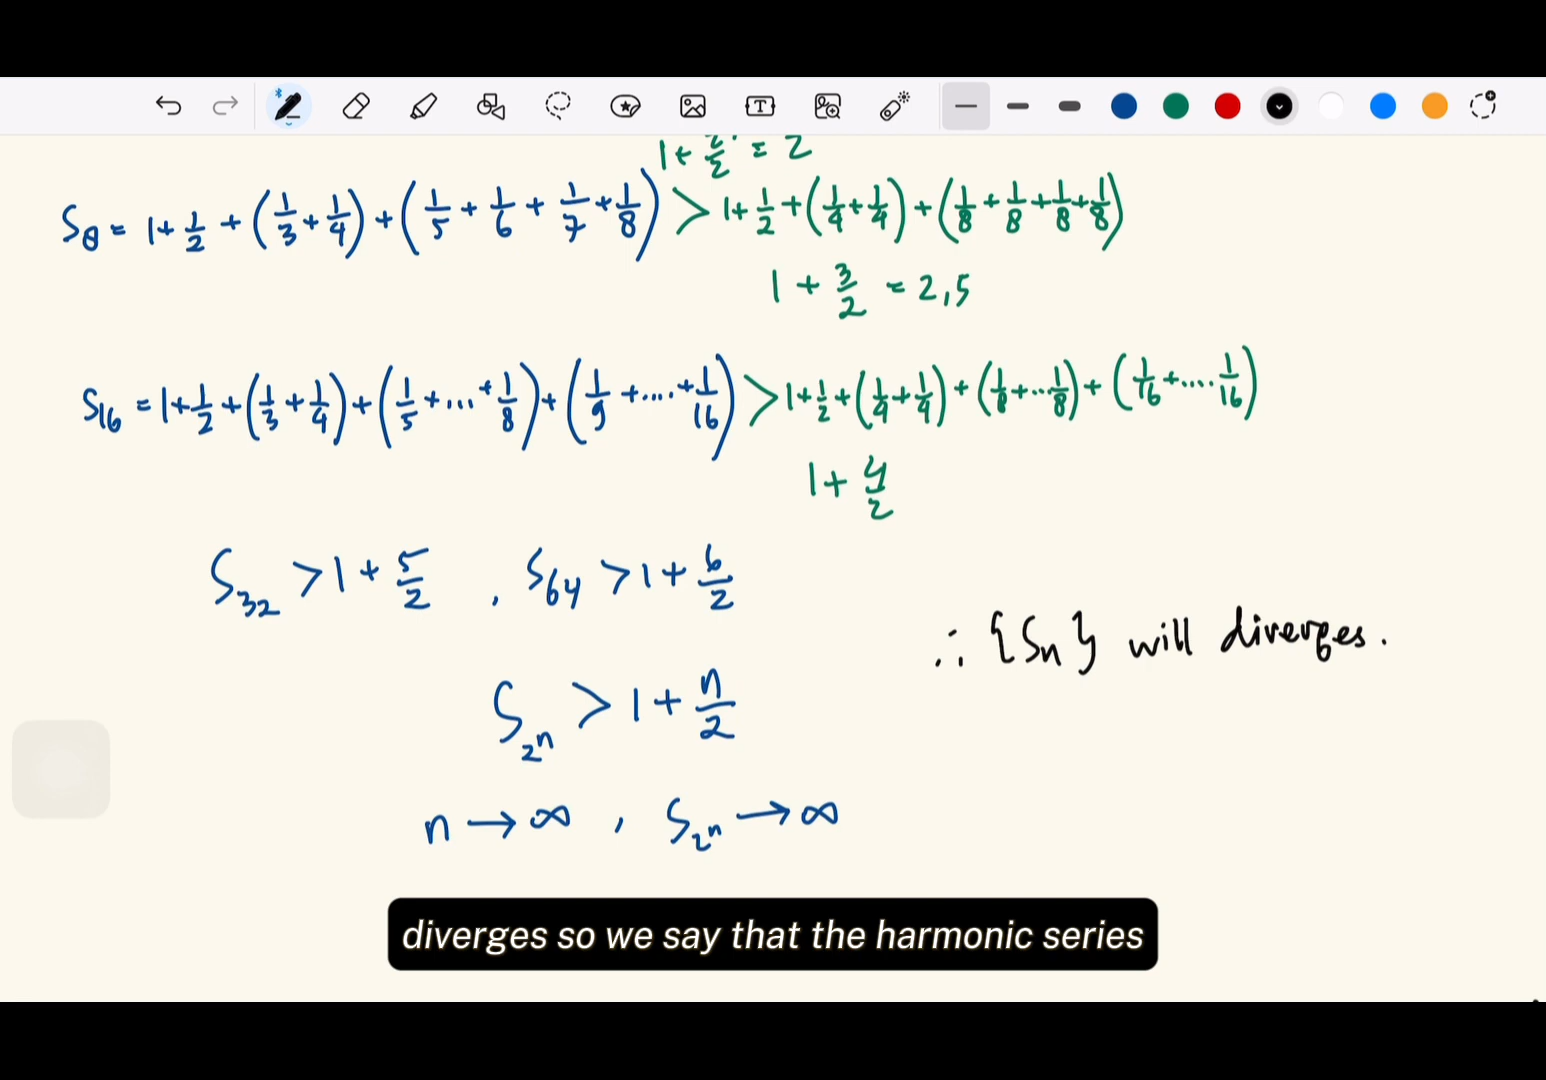 1 + 2/2 = 2
S₈ = 1 + 1/2 + (1/3 + 1/4) + (1/5 + 1/6 + 1/7 + 1/8) > 1 + 1/2 + (1/4 + 1/4) + (1/8 + 1/8 + 1/8 + 1/8)
1 + 3/2 = 2,5
S₁₆ = 1 + 1/2 + (1/3 + 1/4) + (1/5 + ... + 1/8) + (1/9 + .... + 1/16) > 1 + 1/2 + (1/4 + 1/4) + (1/8 + ... 1/8) + (1/16 + .... 1/16)
1 + 4/2
S₃₂ > 1 + 5/2 , S₆₄ > 1 + 6/2
∴ {Sn} will diverges.
S_2ⁿ > 1 + n/2
n → ∞ , S_2ⁿ → ∞
diverges so we say that the harmonic series